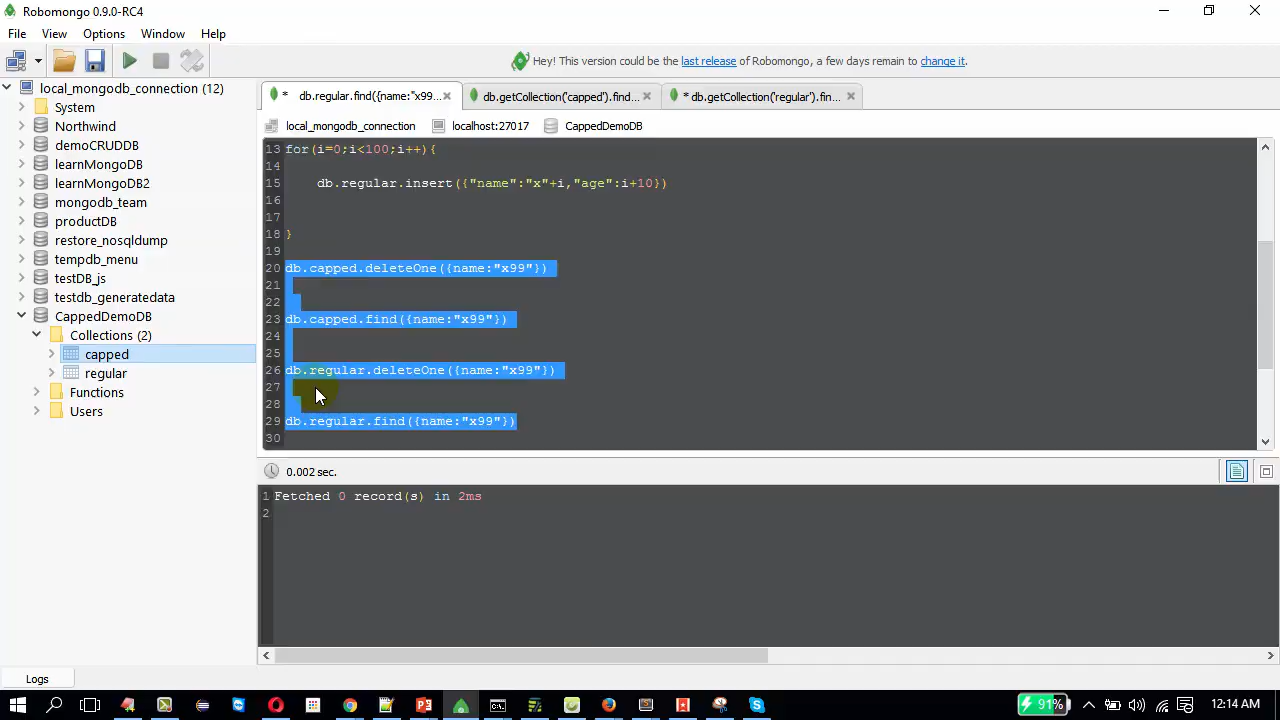 Robomongo 0.9.0-RC4
File View Options Window Help
Hey! This version could be the last release of Robomongo, a few days remain to change it.
local_mongodb_connection (12)
System
Northwind
demoCRUDDB
learnMongoDB
learnMongoDB2
mongodb_team
productDB
restore_nosqldump
tempdb_menu
testDB_js
testdb_generatedata
CappedDemoDB
Collections (2)
capped
regular
Functions
Users
* db.regular.find({name:"x99...
db.getCollection('capped').find...
* db.getCollection('regular').fin...
local_mongodb_connection localhost:27017 CappedDemoDB
13 for(i=0;i<100;i++){
14
15 db.regular.insert({"name":"x"+i,"age":i+10})
16
17
18 }
19
20 db.capped.deleteOne({name:"x99"})
21
22
23 db.capped.find({name:"x99"})
24
25
26 db.regular.deleteOne({name:"x99"})
27
28
29 db.regular.find({name:"x99"})
30
0.002 sec.
1 Fetched 0 record(s) in 2ms
2
Logs
91%
12:14 AM